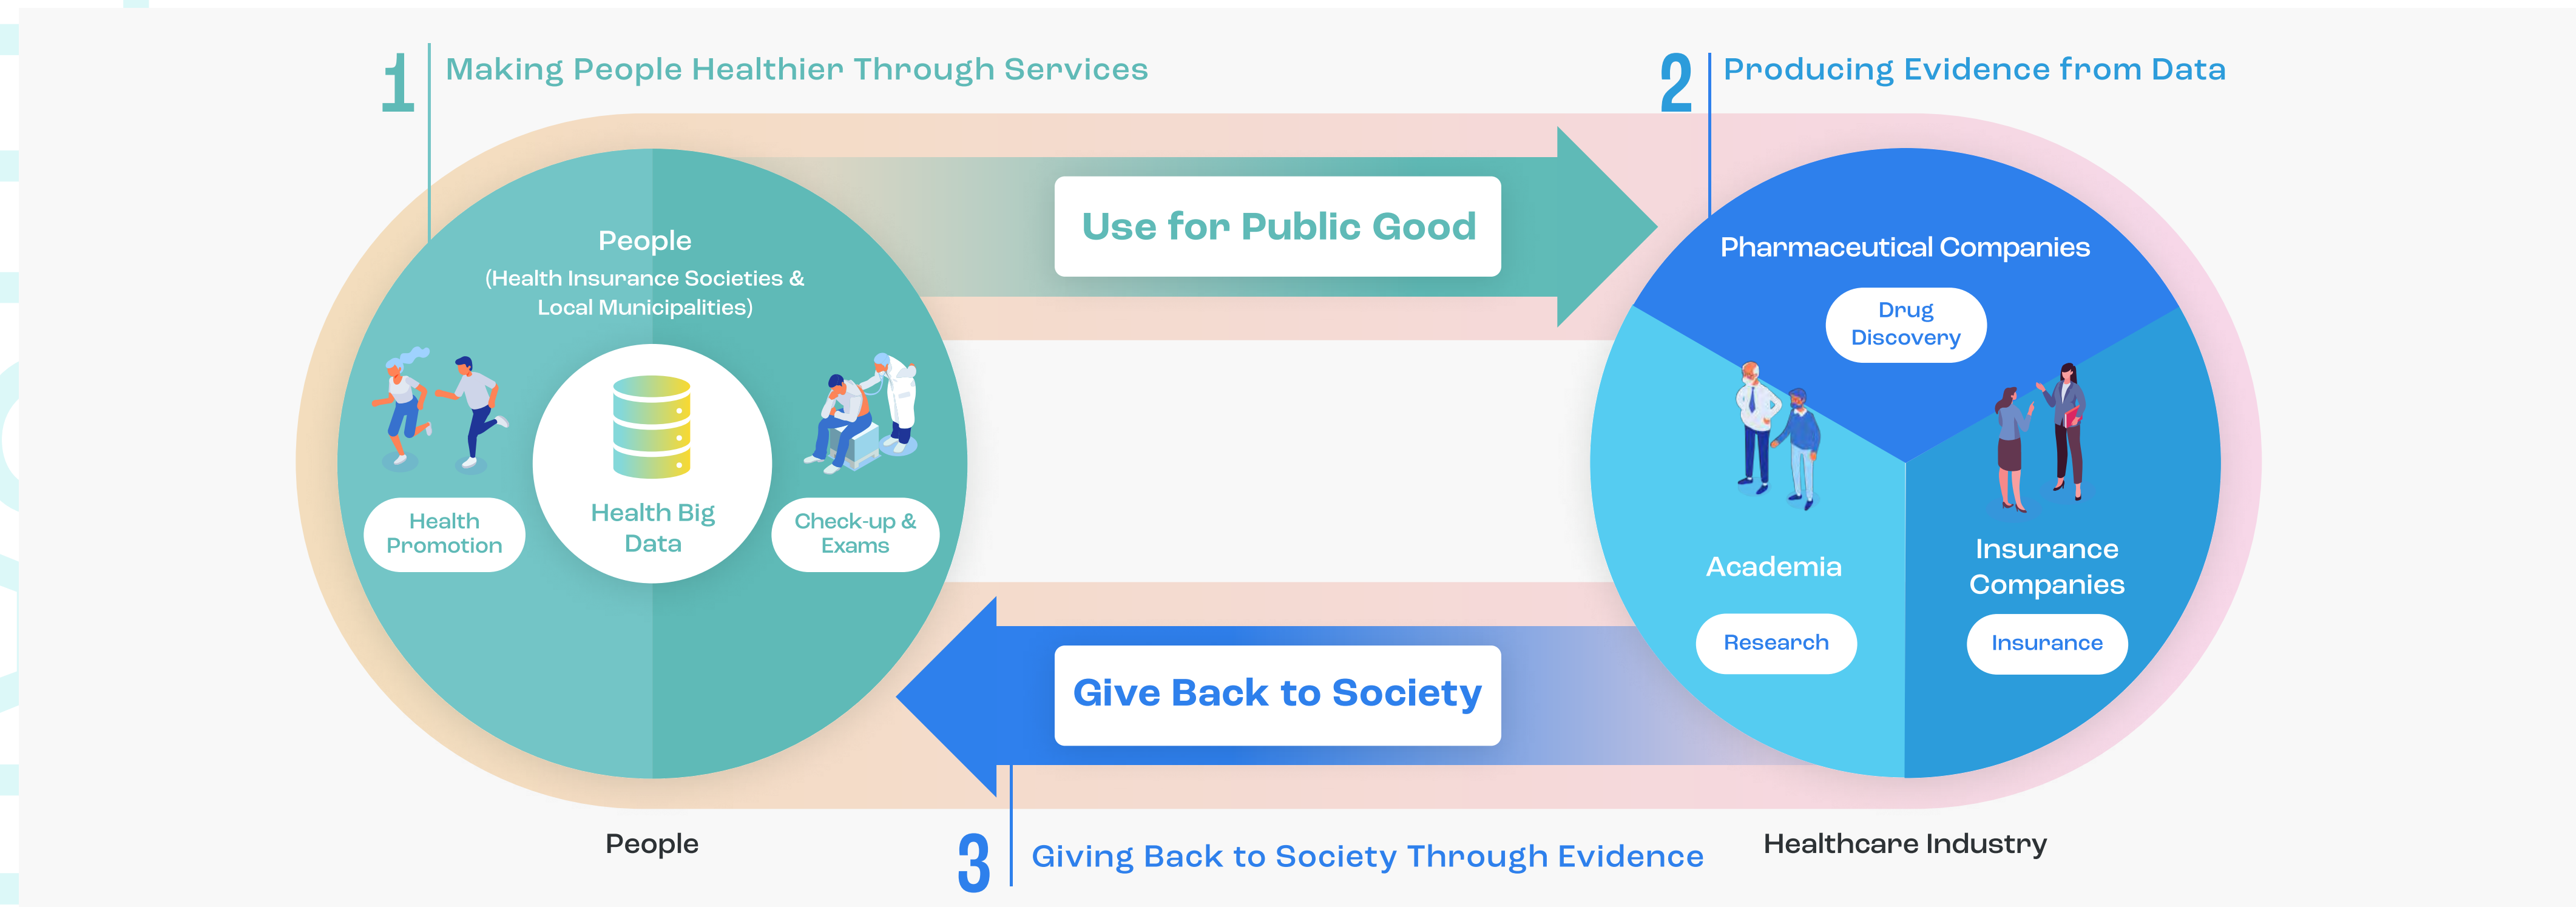 1 Making People Healthier Through Services
2 Producing Evidence from Data
People
(Health Insurance Societies &
Local Municipalities)
Health
Promotion
Health Big
Data
Check-up &
Exams
Use for Public Good
Pharmaceutical Companies
Drug
Discovery
Academia
Research
Insurance
Companies
Insurance
Give Back to Society
People
3 Giving Back to Society Through Evidence
Healthcare Industry